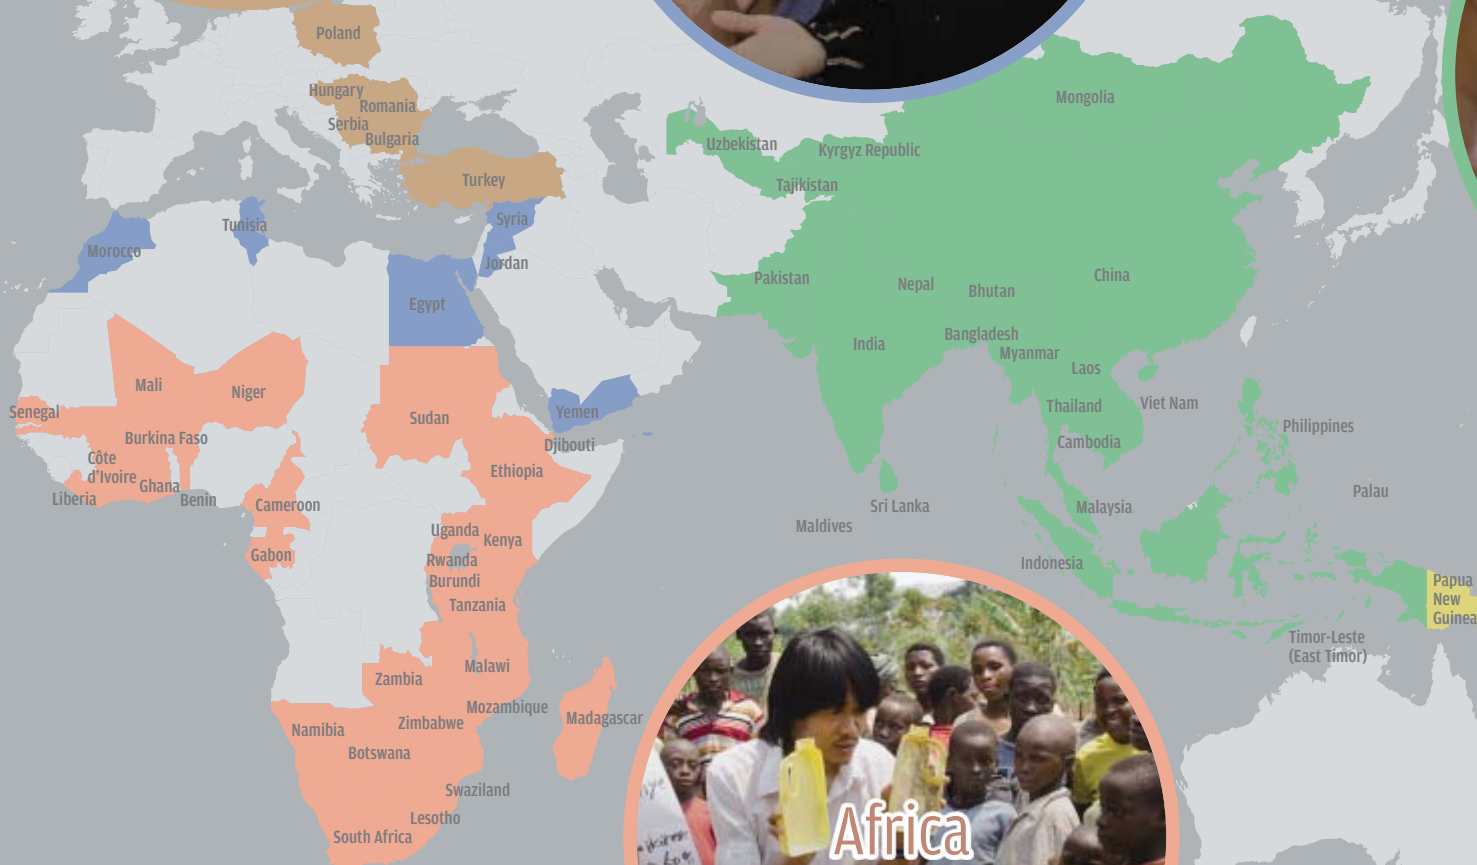 Poland
Hungary
Romania
Serbia
Bulgaria
Turkey
Mongolia
Uzbekistan
Kyrgyz Republic
Tajikistan
Tunisia
Syria
Morocco
Jordan
Egypt
Pakistan
Nepal
Bhutan
China
India
Bangladesh
Myanmar
Laos
Mali
Niger
Senegal
Sudan
Yemen
Thailand
Viet Nam
Burkina Faso
Djibouti
Cambodia
Philippines
Côte
d'Ivoire
Ghana
Liberia
Benin
Ethiopia
Cameroon
Sri Lanka
Malaysia
Palau
Maldives
Uganda
Kenya
Gabon
Rwanda
Burundi
Tanzania
Indonesia
Papua
New
Guinea
Timor-Leste
(East Timor)
Malawi
Zambia
Mozambique
Madagascar
Namibia
Zimbabwe
Botswana
Swaziland
Lesotho
South Africa
Africa